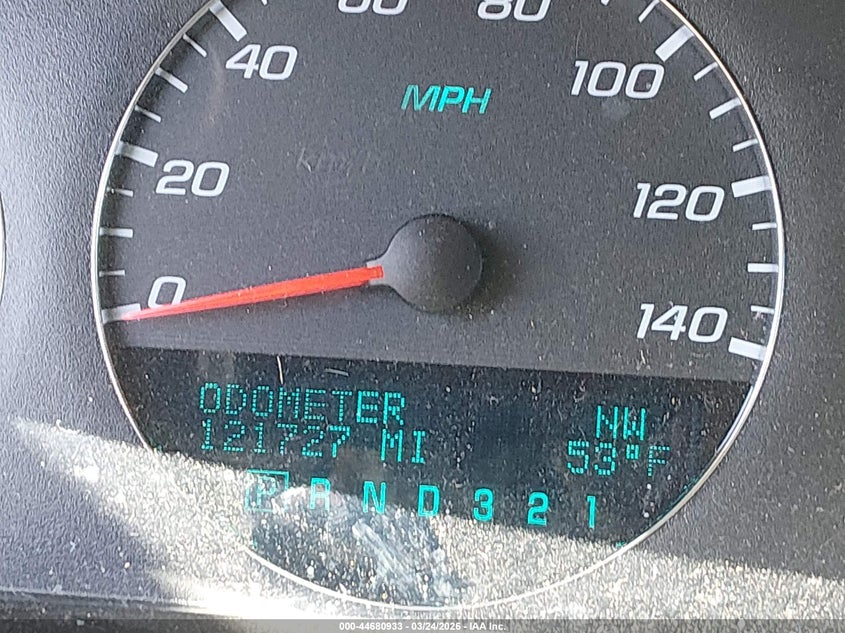 60 80
40 100
MPH
km/h
20 120
0 140
ODOMETER NW
121727 MI 53°F
P R N D 3 2 1
000-44680933 - 03/24/2026 - IAA Inc.